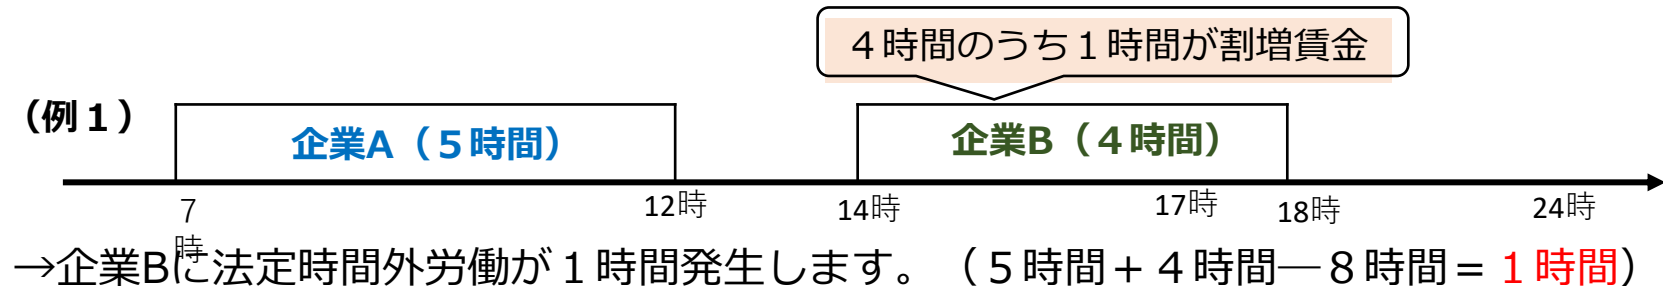 ４時間のうち１時間が割増賃金
（例１）
企業A（５時間）
企業B（４時間）
７時
12時
14時
17時
18時
24時
→企業Bに法定時間外労働が１時間発生します。（５時間＋４時間―８時間＝１時間）